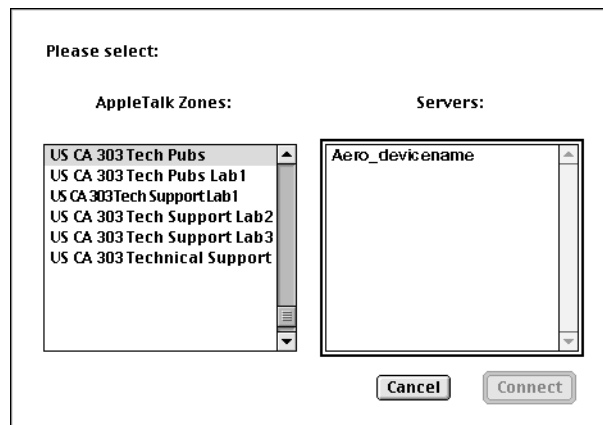 Please select:
AppleTalk Zones:
Servers:
US CA 303 Tech Pubs
US CA 303 Tech Pubs Lab1
US CA 303Tech Support Lab1
US CA 303 Tech Support Lab2
US CA 303 Tech Support Lab3
US CA 303 Technical Support
Aero_devicename
Cancel
Connect